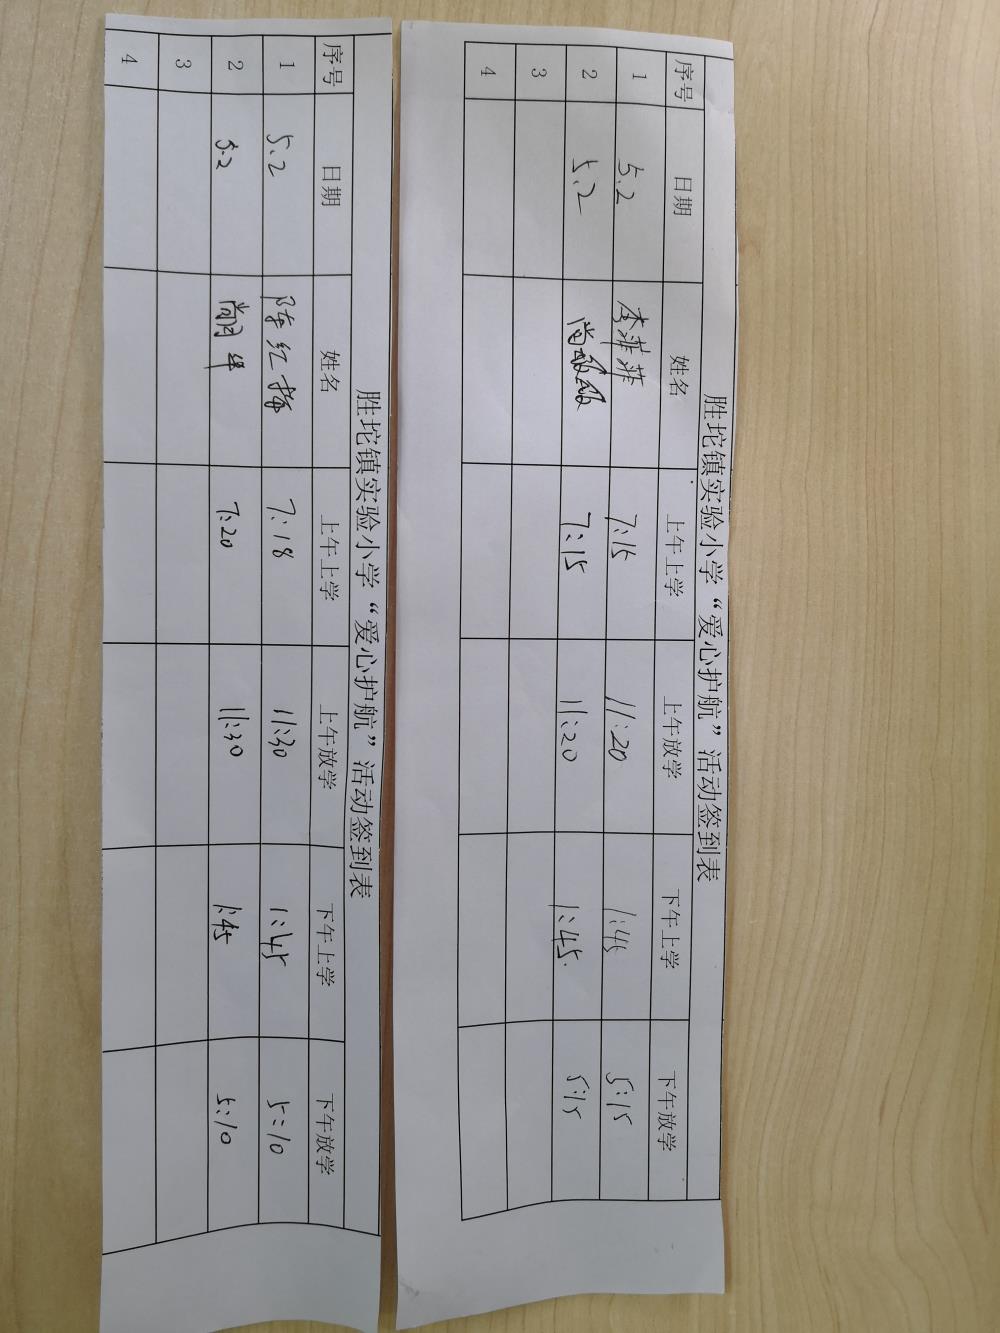 胜坨镇实验小学“爱心护航”活动签到表
序号 日期 姓名 上午上学 上午放学 下午上学 下午放学
1 5.2 李菲菲 7:15 11:20 1:45 5:15
2 5.2 尚 7:15 11:20 1:45. 5:15
3
4
胜坨镇实验小学“爱心护航”活动签到表
序号 日期 姓名 上午上学 上午放学 下午上学 下午放学
1 5.2 陈红梅 7:18 11:30 1:45 5:10
2 5.2 7:20 11:30 1:45 5:10
3
4